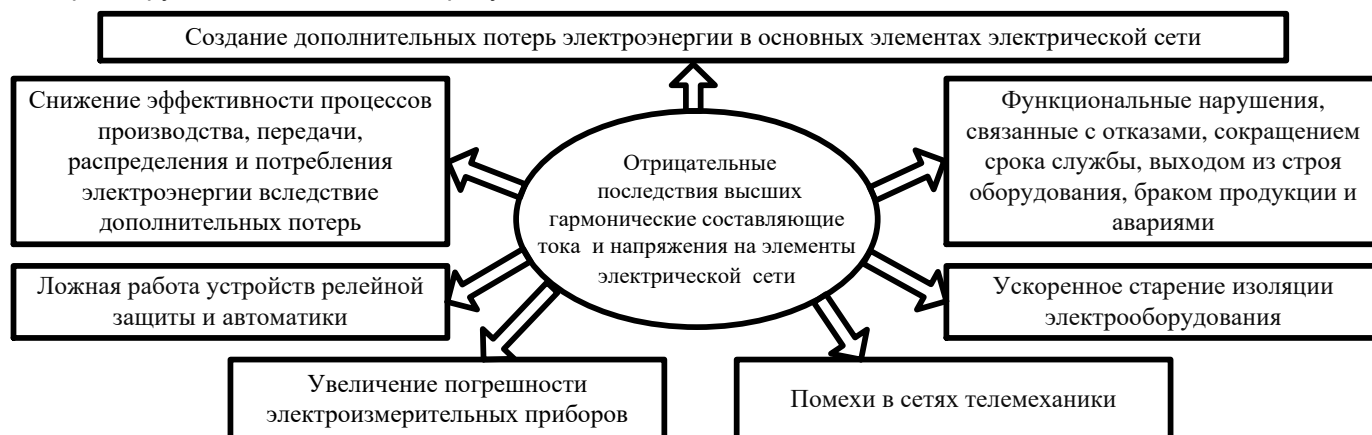 Создание дополнительных потерь электроэнергии в основных элементах электрической сети
Снижение эффективности процессов
производства, передачи,
распределения и потребления
электроэнергии вследствие
дополнительных потерь
Функциональные нарушения,
связанные с отказами, сокращением
срока службы, выходом из строя
оборудования, браком продукции и
авариями
Отрицательные
последствия высших
гармонические составляющие
тока и напряжения на элементы
электрической сети
Ложная работа устройств релейной
защиты и автоматики
Ускоренное старение изоляции
электрооборудования
Увеличение погрешности
электроизмерительных приборов
Помехи в сетях телемеханики